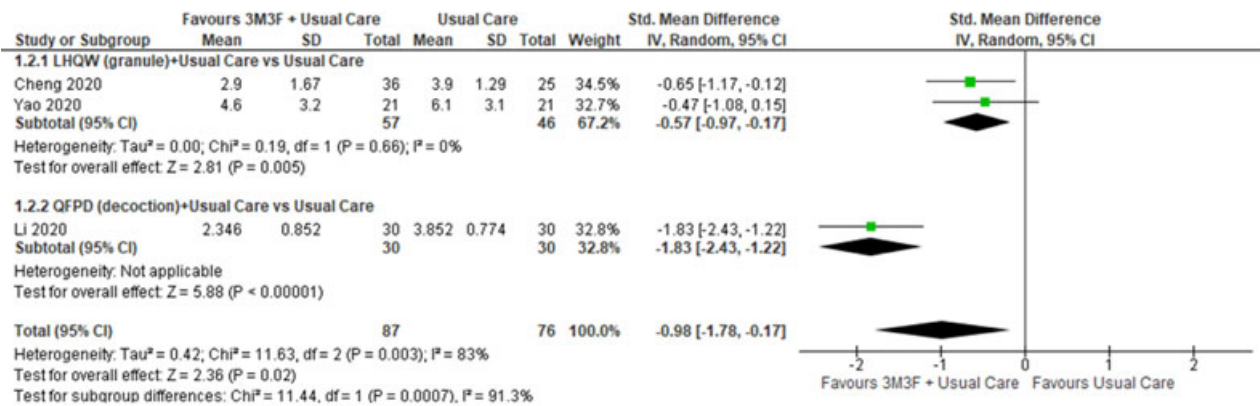 Favours 3M3F + Usual Care Usual Care Std. Mean Difference Std. Mean Difference
Study or Subgroup Mean SD Total Mean SD Total Weight IV, Random, 95% CI IV, Random, 95% CI
1.2.1 LHQW (granule)+Usual Care vs Usual Care
Cheng 2020 2.9 1.67 36 3.9 1.29 25 34.5% -0.65 [-1.17, -0.12]
Yao 2020 4.6 3.2 21 6.1 3.1 21 32.7% -0.47 [-1.08, 0.15]
Subtotal (95% CI) 57 46 67.2% -0.57 [-0.97, -0.17]
Heterogeneity: Tau² = 0.00; Chi² = 0.19, df = 1 (P = 0.66); I² = 0%
Test for overall effect: Z = 2.81 (P = 0.005)
1.2.2 QFPD (decoction)+Usual Care vs Usual Care
Li 2020 2.346 0.852 30 3.852 0.774 30 32.8% -1.83 [-2.43, -1.22]
Subtotal (95% CI) 30 30 32.8% -1.83 [-2.43, -1.22]
Heterogeneity: Not applicable
Test for overall effect: Z = 5.88 (P < 0.00001)
Total (95% CI) 87 76 100.0% -0.98 [-1.78, -0.17]
Heterogeneity: Tau² = 0.42; Chi² = 11.63, df = 2 (P = 0.003); I² = 83%
Test for overall effect: Z = 2.36 (P = 0.02)
Test for subgroup differences: Chi² = 11.44, df = 1 (P = 0.0007), I² = 91.3%
-2 -1 0 1 2
Favours 3M3F + Usual Care Favours Usual Care